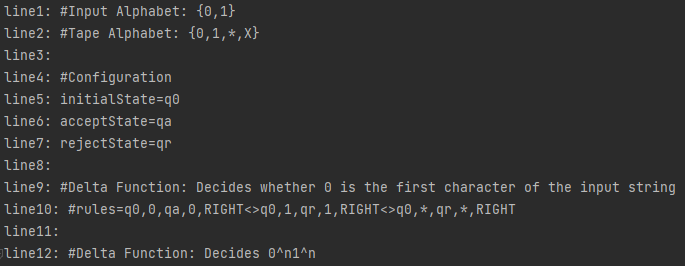 line1: #Input Alphabet: {0,1}
line2: #Tape Alphabet: {0,1,*,X}
line3:
line4: #Configuration
line5: initialState=q0
line6: acceptState=qa
line7: rejectState=qr
line8:
line9: #Delta Function: Decides whether 0 is the first character of the input string
line10: #rules=q0,0,qa,0,RIGHT<>q0,1,qr,1,RIGHT<>q0,*,qr,*,RIGHT
line11:
line12: #Delta Function: Decides 0^n1^n